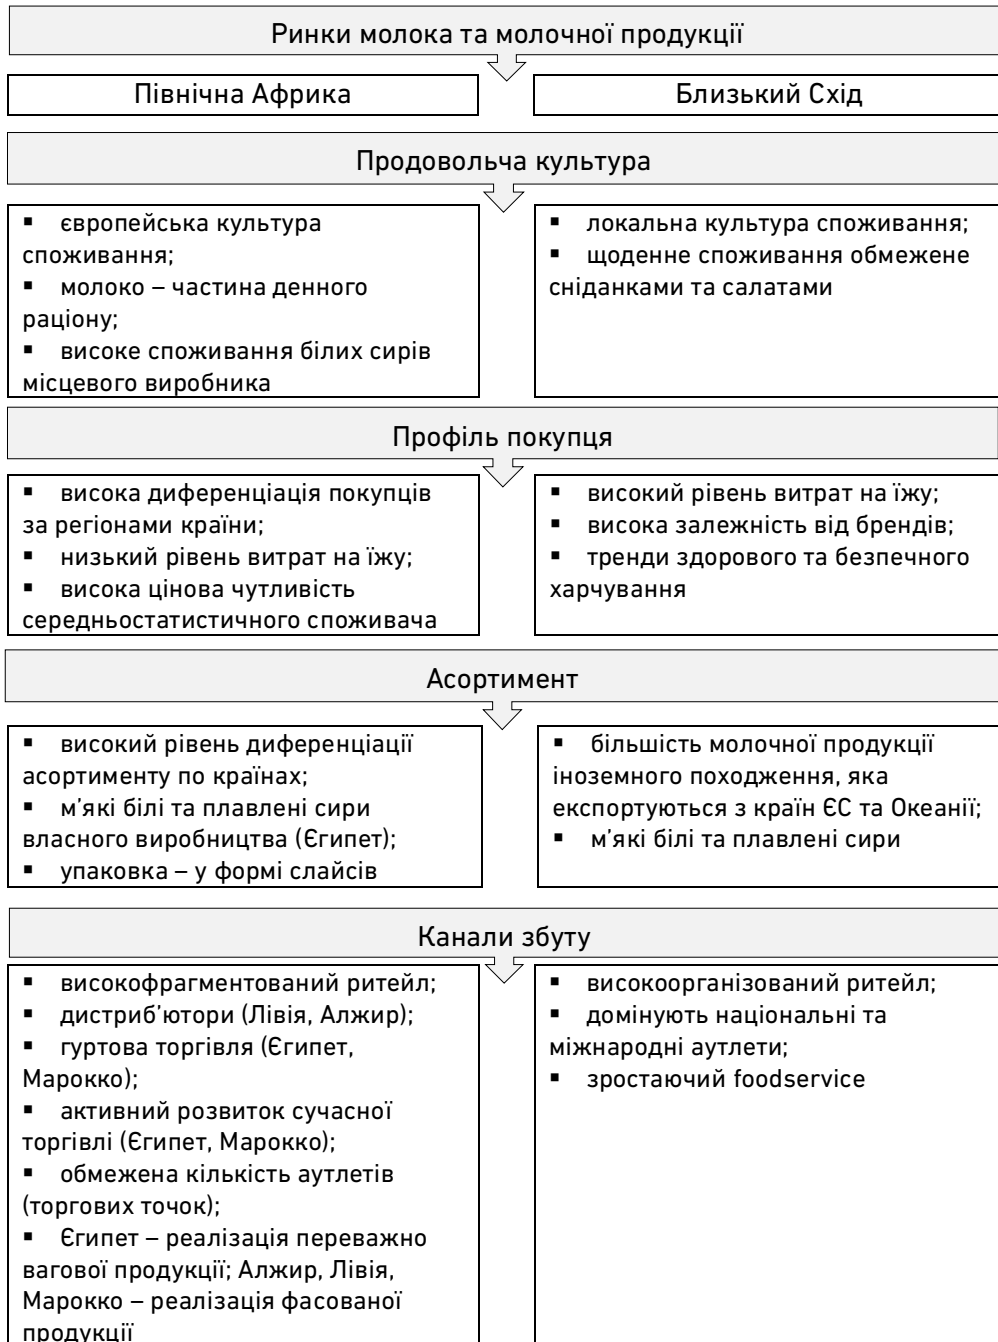 Ринки молока та молочної продукції
Північна Африка
Близький Схід
Продовольча культура
▪ європейська культура
споживання;
▪ молоко – частина денного
раціону;
▪ високе споживання білих сирів
місцевого виробника
▪ локальна культура споживання;
▪ щоденне споживання обмежене
сніданками та салатами
Профіль покупця
▪ висока диференціація покупців
за регіонами країни;
▪ низький рівень витрат на їжу;
▪ висока цінова чутливість
середньостатистичного споживача
▪ високий рівень витрат на їжу;
▪ висока залежність від брендів;
▪ тренди здорового та безпечного
харчування
Асортимент
▪ високий рівень диференціації
асортименту по країнах;
▪ м’які білі та плавлені сири
власного виробництва (Єгипет);
▪ упаковка – у формі слайсів
▪ більшість молочної продукції
іноземного походження, яка
експортуються з країн ЄС та Океанії;
▪ м’які білі та плавлені сири
Канали збуту
▪ високофрагментований ритейл;
▪ дистриб’ютори (Лівія, Алжир);
▪ гуртова торгівля (Єгипет,
Марокко);
▪ активний розвиток сучасної
торгівлі (Єгипет, Марокко);
▪ обмежена кількість аутлетів
(торгових точок);
▪ Єгипет – реалізація переважно
вагової продукції; Алжир, Лівія,
Марокко – реалізація фасованої
продукції
▪ високоорганізований ритейл;
▪ домінують національні та
міжнародні аутлети;
▪ зростаючий foodservice